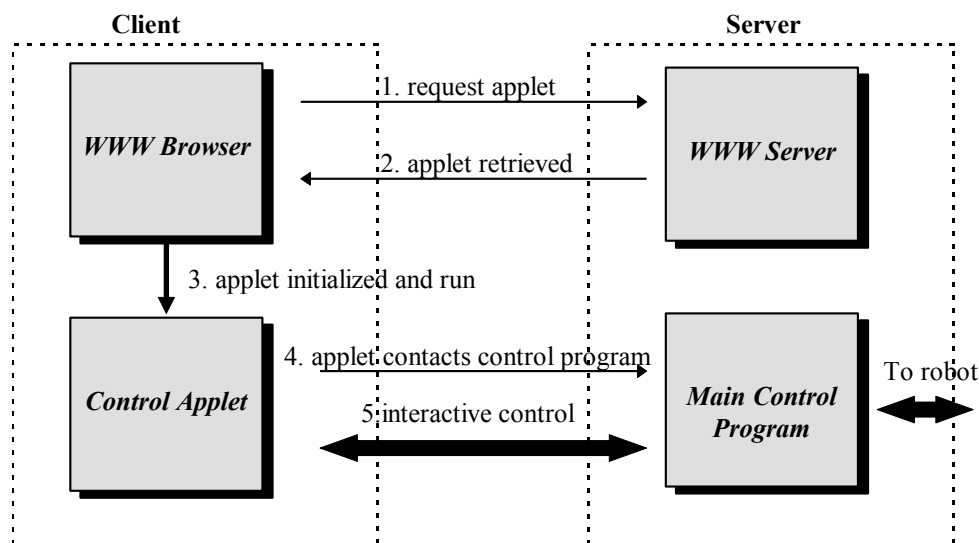 Client
Server
1. request applet
WWW Browser
WWW Server
2. applet retrieved
3. applet initialized and run
4. applet contacts control program
To robot
Control Applet
5.interactive control
Main Control
Program